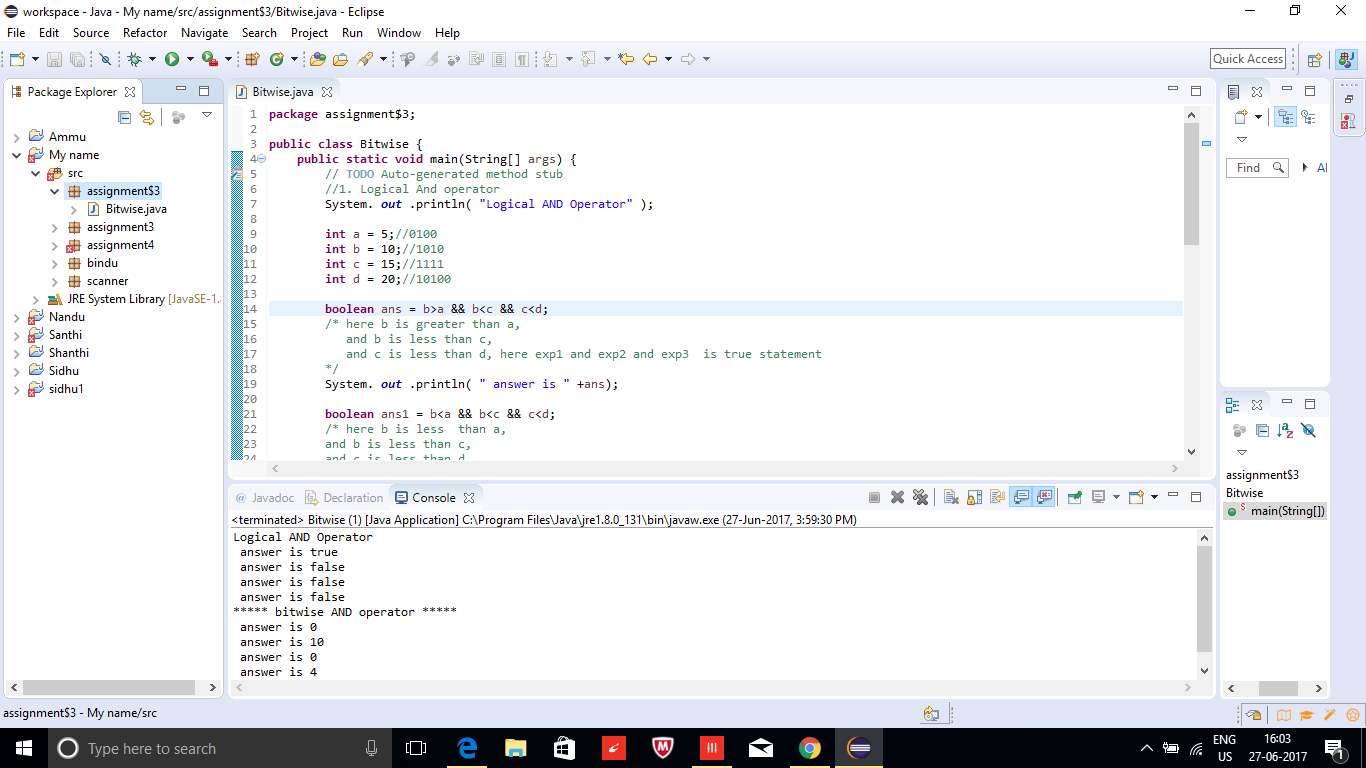 workspace - Java - My name/src/assignment$3/Bitwise.java - Eclipse
File Edit Source Refactor Navigate Search Project Run Window Help
Quick Access
Package Explorer
Ammu
My name
src
assignment$3
Bitwise.java
assignment3
assignment4
bindu
scanner
JRE System Library [JavaSE-1.
Nandu
Santhi
Shanthi
Sidhu
sidhu1
Bitwise.java
1 package assignment$3;
2
3 public class Bitwise {
4 public static void main(String[] args) {
5 // TODO Auto-generated method stub
6 //1. Logical And operator
7 System. out .println( "Logical AND Operator" );
8
9 int a = 5;//0100
10 int b = 10;//1010
11 int c = 15;//1111
12 int d = 20;//10100
13
14 boolean ans = b>a && b<c && c<d;
15 /* here b is greater than a,
16 and b is less than c,
17 and c is less than d, here exp1 and exp2 and exp3  is true statement
18 */
19 System. out .println( " answer is " +ans);
20
21 boolean ans1 = b<a && b<c && c<d;
22 /* here b is less  than a,
23 and b is less than c,
24 and c is less than d
Find Al
assignment$3
Bitwise
S main(String[])
@ Javadoc Declaration Console
<terminated> Bitwise (1) [Java Application] C:\Program Files\Java\jre1.8.0_131\bin\javaw.exe (27-Jun-2017, 3:59:30 PM)
Logical AND Operator
answer is true
answer is false
answer is false
answer is false
***** bitwise AND operator *****
answer is 0
answer is 10
answer is 0
answer is 4
assignment$3 - My name/src
Type here to search
ENG
US
16:03
27-06-2017
1